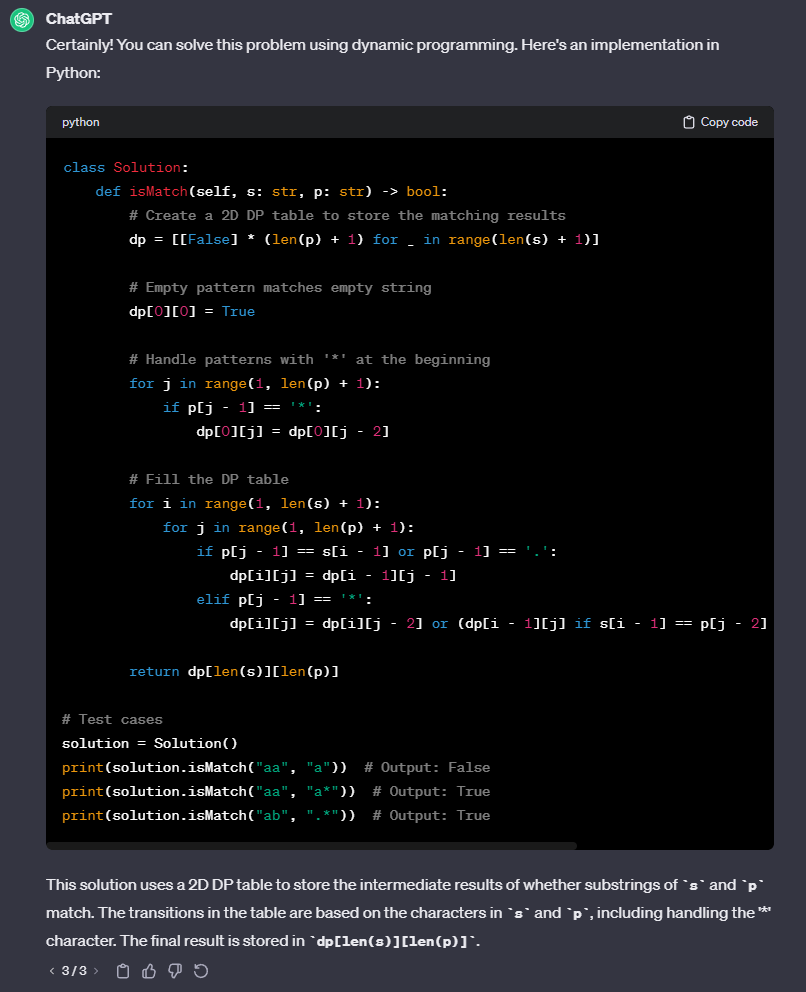 ChatGPT
Certainly! You can solve this problem using dynamic programming. Here's an implementation in
Python:
python
Copy code
class Solution:
    def isMatch(self, s: str, p: str) -> bool:
        # Create a 2D DP table to store the matching results
        dp = [[False] * (len(p) + 1) for _ in range(len(s) + 1)]

        # Empty pattern matches empty string
        dp[0][0] = True

        # Handle patterns with '*' at the beginning
        for j in range(1, len(p) + 1):
            if p[j - 1] == '*':
                dp[0][j] = dp[0][j - 2]

        # Fill the DP table
        for i in range(1, len(s) + 1):
            for j in range(1, len(p) + 1):
                if p[j - 1] == s[i - 1] or p[j - 1] == '.':
                    dp[i][j] = dp[i - 1][j - 1]
                elif p[j - 1] == '*':
                    dp[i][j] = dp[i][j - 2] or (dp[i - 1][j] if s[i - 1] == p[j - 2]

        return dp[len(s)][len(p)]

# Test cases
solution = Solution()
print(solution.isMatch("aa", "a"))  # Output: False
print(solution.isMatch("aa", "a*"))  # Output: True
print(solution.isMatch("ab", ".*"))  # Output: True
This solution uses a 2D DP table to store the intermediate results of whether substrings of `s` and `p`
match. The transitions in the table are based on the characters in `s` and `p`, including handling the '*'
character. The final result is stored in `dp[len(s)][len(p)]`.
< 3/3 >